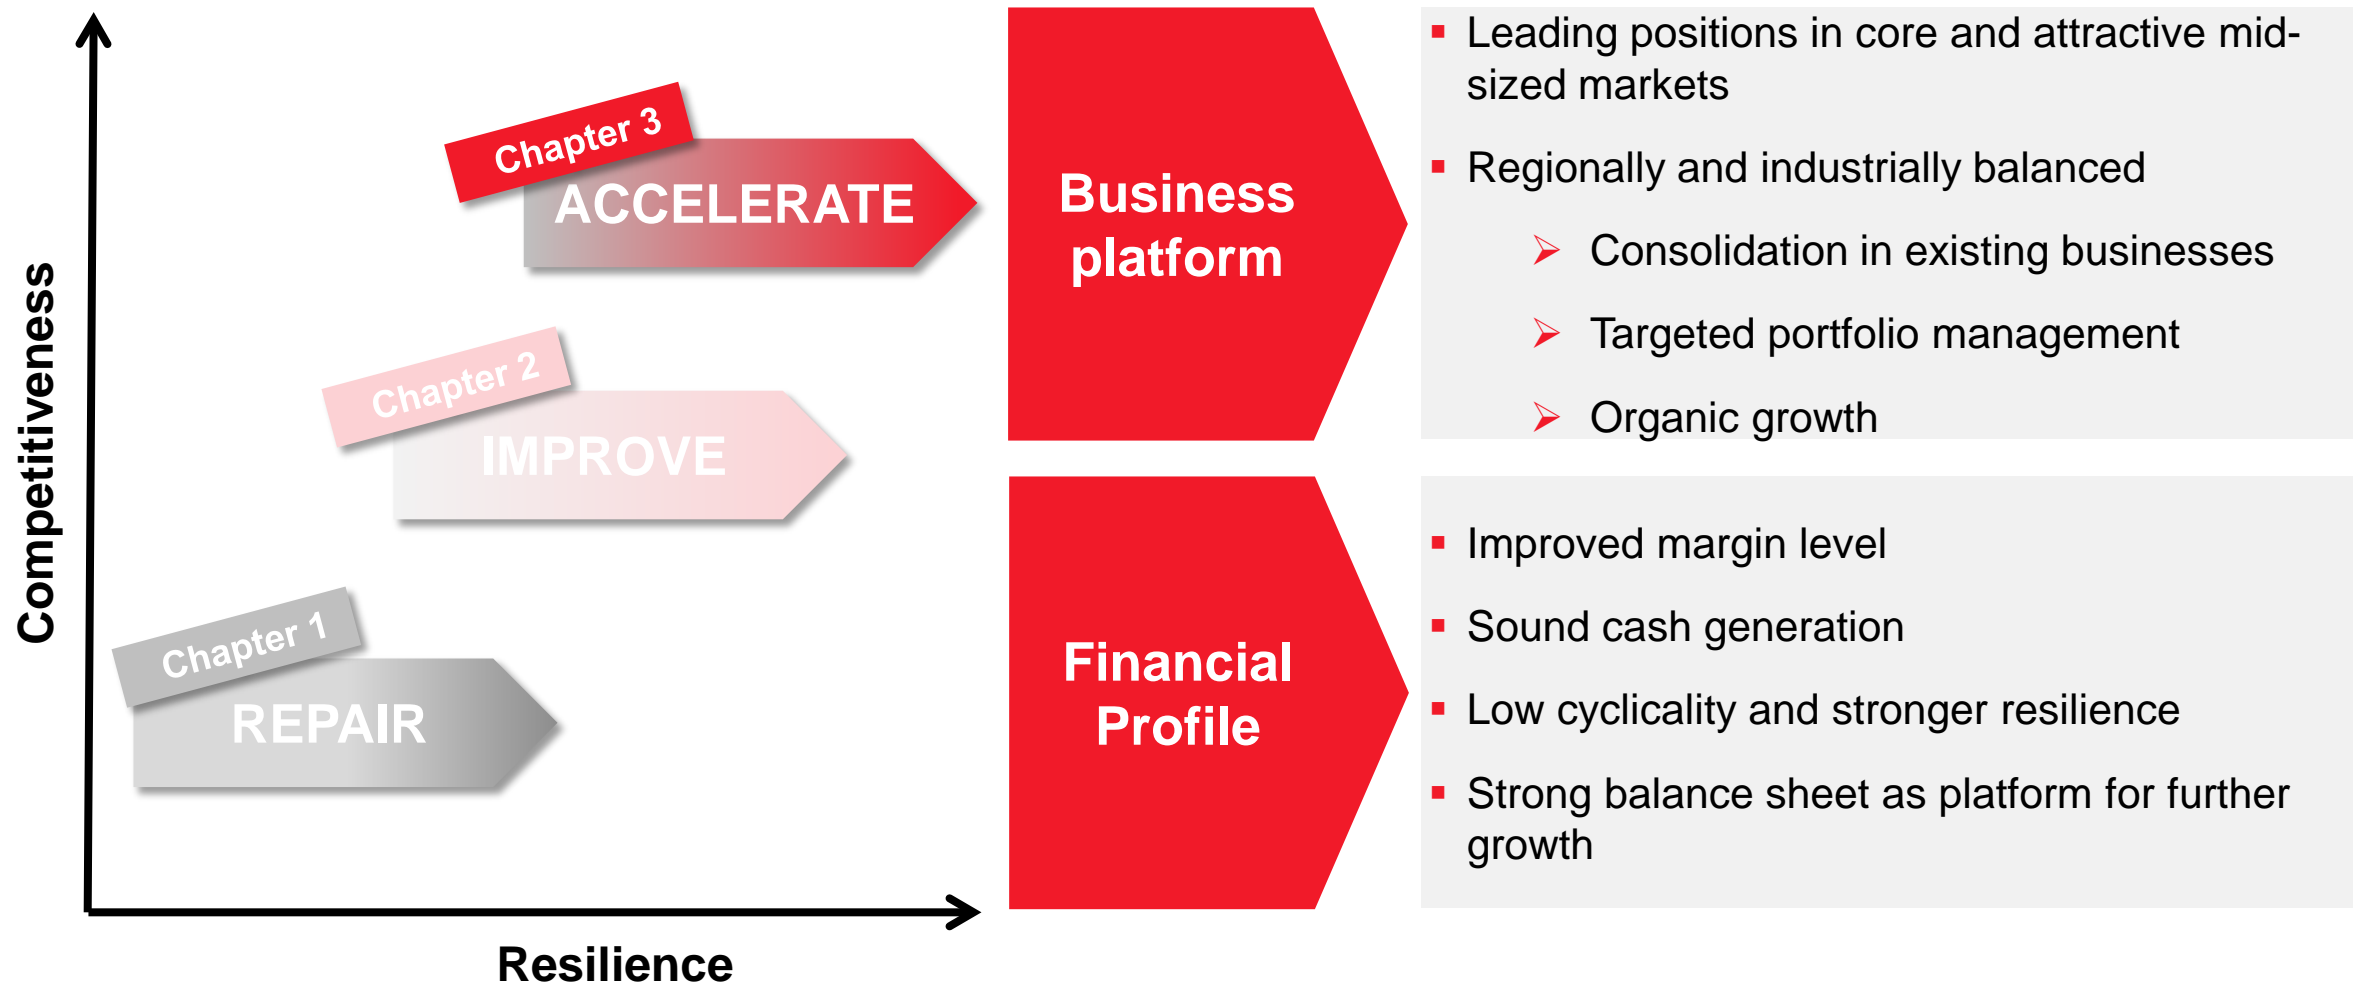 Competitiveness
Chapter 3
ACCELERATE
Chapter 2
IMPROVE
Chapter 1
REPAIR
Resilience
Business
platform
Leading positions in core and attractive mid-
sized markets
Regionally and industrially balanced
Consolidation in existing businesses
Targeted portfolio management
Organic growth
Financial
Profile
Improved margin level
Sound cash generation
Low cyclicality and stronger resilience
Strong balance sheet as platform for further
growth